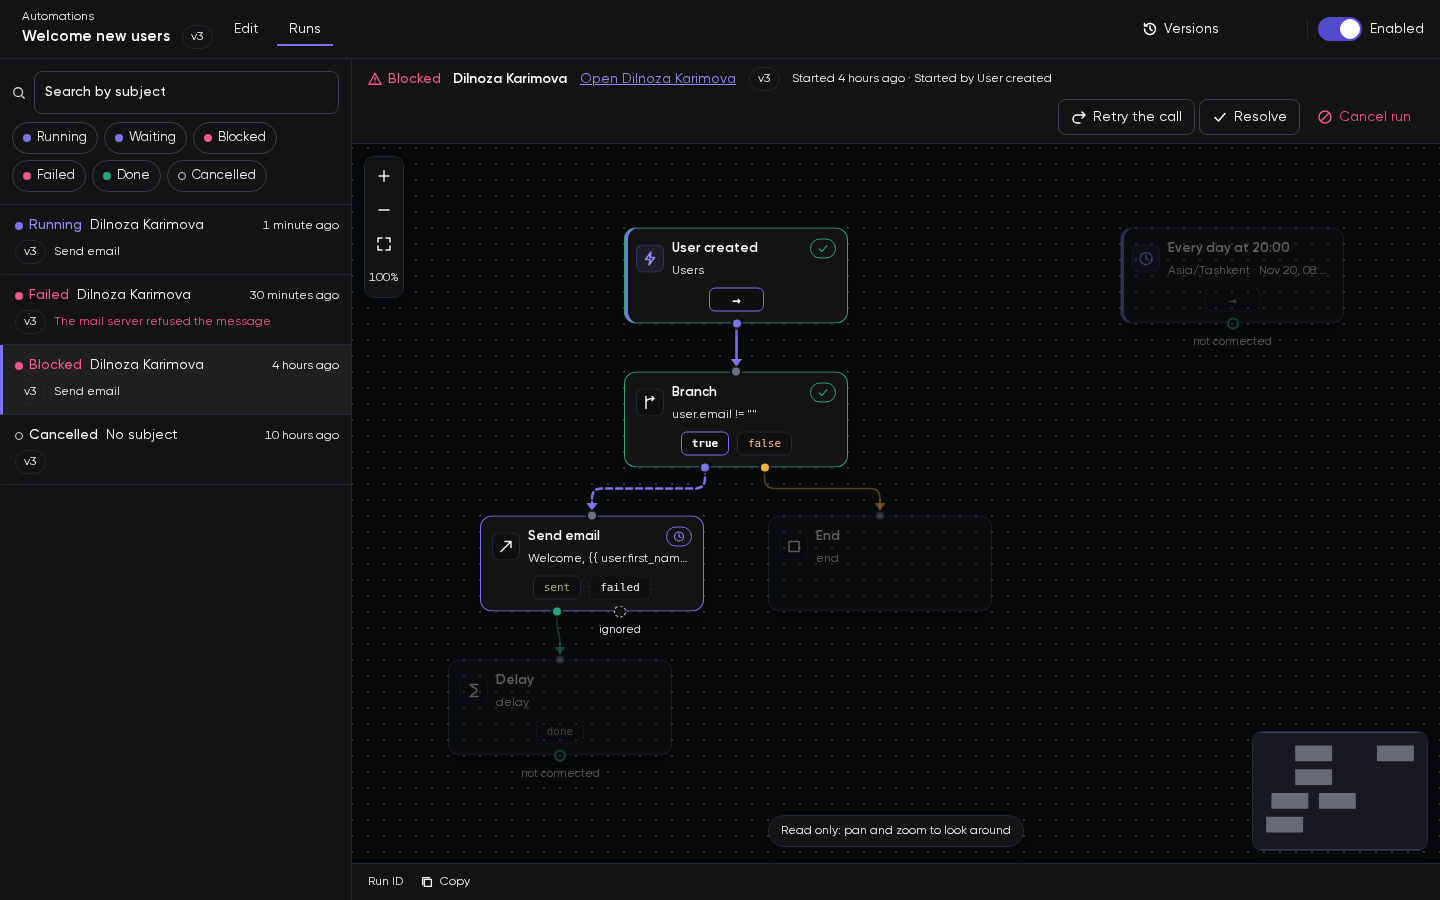 Automations
Welcome new users v3
Edit
Runs
Versions
Enabled
Search by subject
Running
Waiting
Blocked
Failed
Done
Cancelled
Running Dilnoza Karimova 1 minute ago
v3 Send email
Failed Dilnoza Karimova 30 minutes ago
v3 The mail server refused the message
Blocked Dilnoza Karimova 4 hours ago
v3 Send email
Cancelled No subject 10 hours ago
v3
Blocked Dilnoza Karimova Open Dilnoza Karimova v3 Started 4 hours ago · Started by User created
Retry the call
Resolve
Cancel run
100%
User created
Users
→
Every day at 20:00
Asia/Tashkent · Nov 20, 08:...
→
not connected
Branch
user.email != ""
true
false
Send email
Welcome, {{ user.first_nam...
sent
failed
ignored
End
end
Delay
delay
done
not connected
Read only: pan and zoom to look around
Run ID
Copy